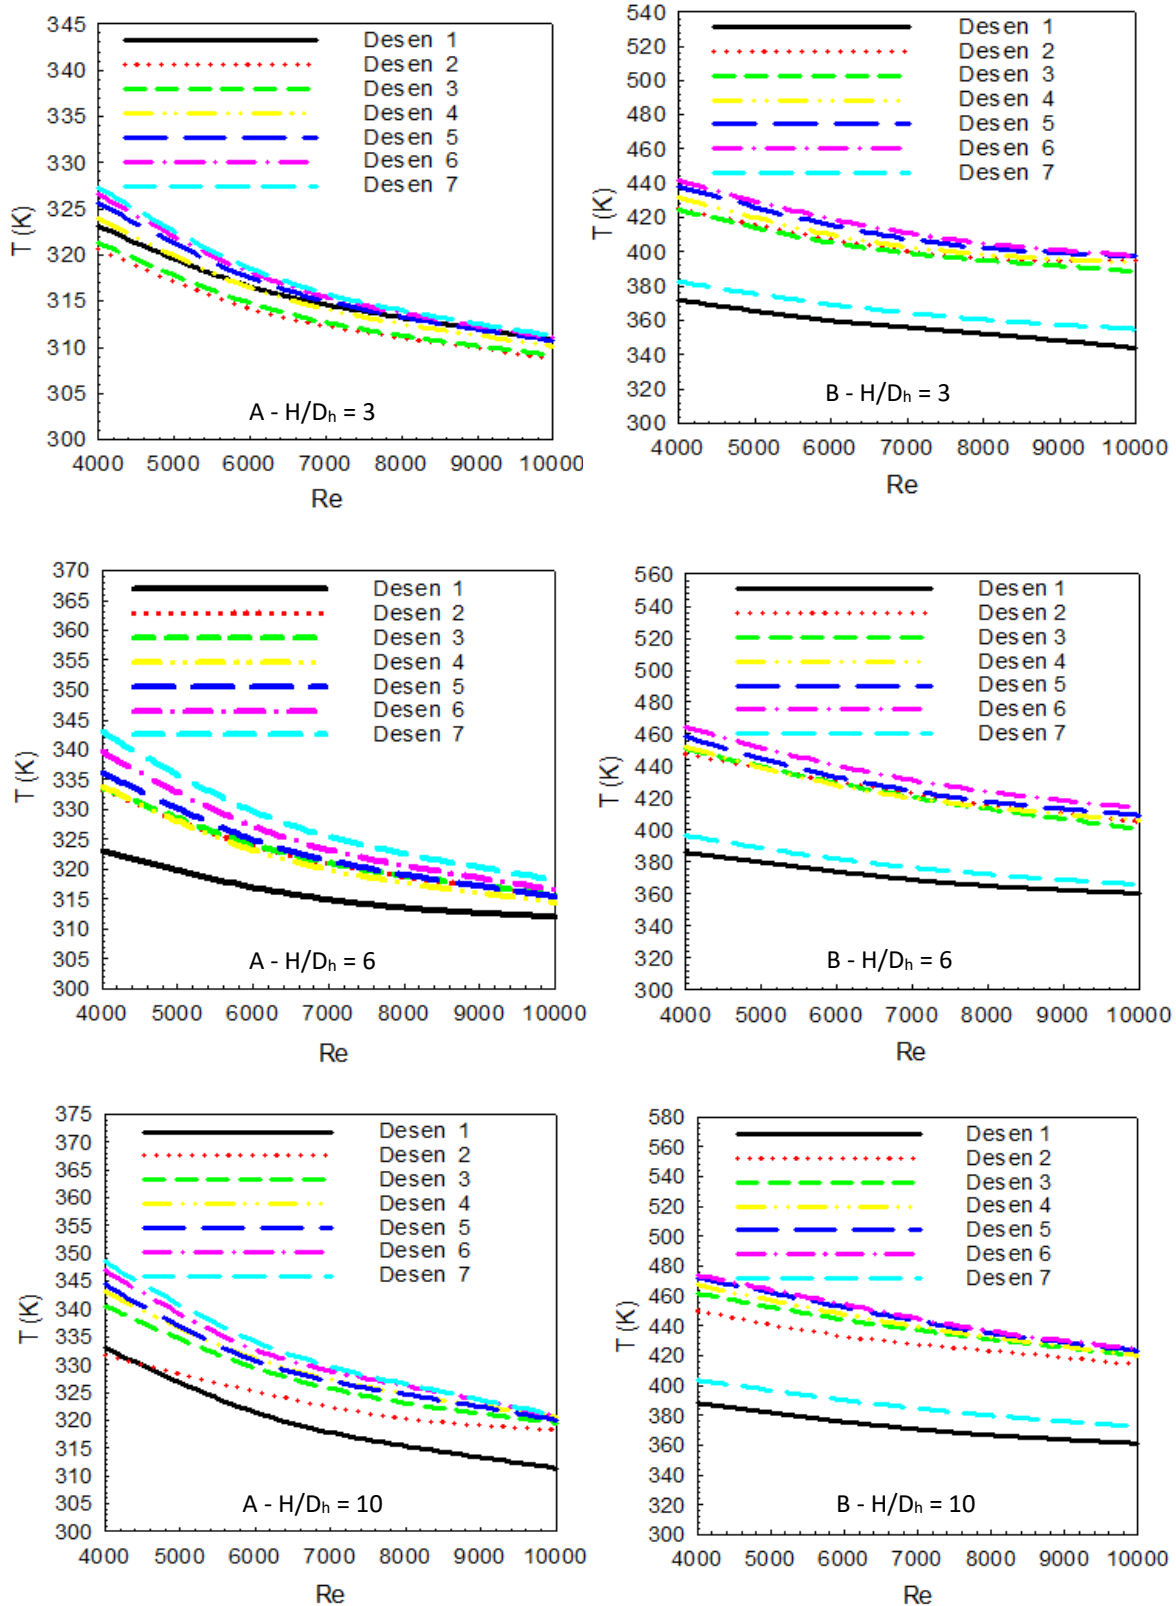 345
340
335
330
325
320
315
310
305
300
T (K)
Desen 1
Desen 2
Desen 3
Desen 4
Desen 5
Desen 6
Desen 7
A - H/Dₕ = 3
4000 5000 6000 7000 8000 9000 10000
Re
540
520
500
480
460
440
420
400
380
360
340
320
300
T (K)
Desen 1
Desen 2
Desen 3
Desen 4
Desen 5
Desen 6
Desen 7
B - H/Dₕ = 3
4000 5000 6000 7000 8000 9000 10000
Re
370
365
360
355
350
345
340
335
330
325
320
315
310
305
300
T (K)
Desen 1
Desen 2
Desen 3
Desen 4
Desen 5
Desen 6
Desen 7
A - H/Dₕ = 6
4000 5000 6000 7000 8000 9000 10000
Re
560
540
520
500
480
460
440
420
400
380
360
340
320
300
T (K)
Desen 1
Desen 2
Desen 3
Desen 4
Desen 5
Desen 6
Desen 7
B - H/Dₕ = 6
4000 5000 6000 7000 8000 9000 10000
Re
375
370
365
360
355
350
345
340
335
330
325
320
315
310
305
300
T (K)
Desen 1
Desen 2
Desen 3
Desen 4
Desen 5
Desen 6
Desen 7
A - H/Dₕ = 10
4000 5000 6000 7000 8000 9000 10000
Re
580
560
540
520
500
480
460
440
420
400
380
360
340
320
300
T (K)
Desen 1
Desen 2
Desen 3
Desen 4
Desen 5
Desen 6
Desen 7
B - H/Dₕ = 10
4000 5000 6000 7000 8000 9000 10000
Re